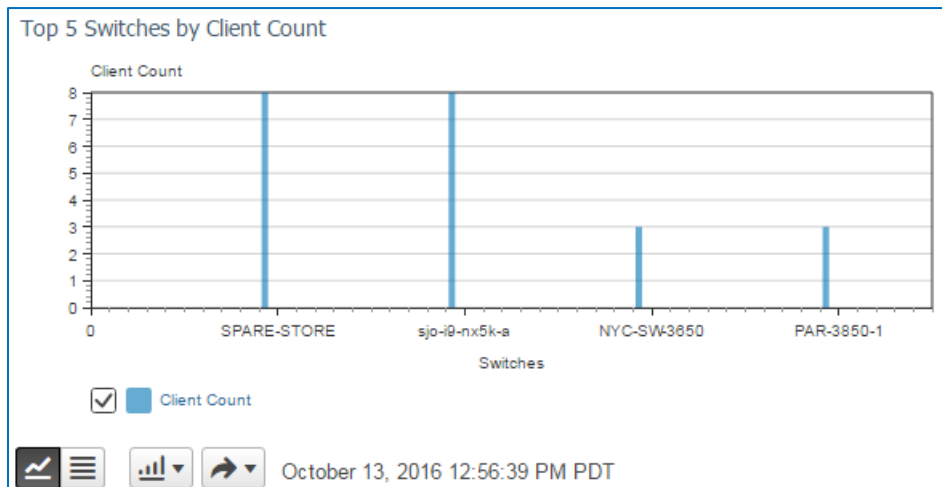 Top 5 Switches by Client Count
Client Count
8
7
6
5
4
3
2
1
0
0 SPARE-STORE sjo-i9-nx5k-a NYC-SW-3650 PAR-3850-1
Switches
Client Count
October 13, 2016 12:56:39 PM PDT